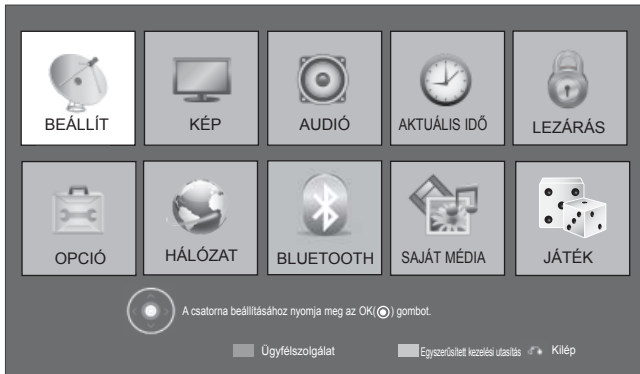 BEÁLLÍT KÉP AUDIÓ AKTUÁLIS IDŐ LEZÁRÁS
OPCIÓ HÁLÓZAT BLUETOOTH SAJÁT MÉDIA JÁTÉK
A csatorna beállításához nyomja meg az OK(◉) gombot.
Ügyfélszolgálat Egyszerűsített kezelési utasítás Kilép